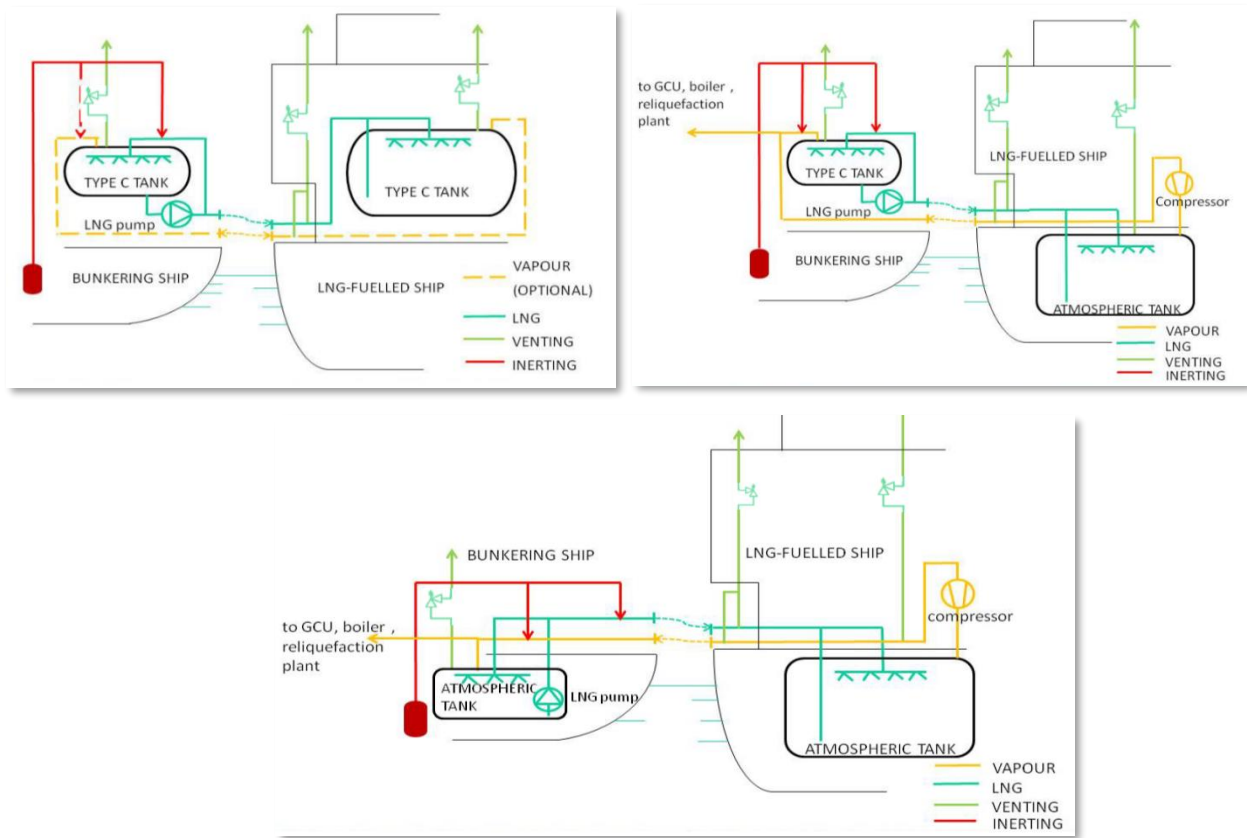 TYPE C TANK
TYPE C TANK
LNG pump
BUNKERING SHIP
LNG-FUELLED SHIP
VAPOUR
(OPTIONAL)
LNG
VENTING
INERTING
to GCU, boiler ,
reliquefaction
plant
LNG-FUELLED SHIP
TYPE C TANK
Compressor
LNG pump
BUNKERING SHIP
ATMOSPHERIC TANK
VAPOUR
LNG
VENTING
INERTING
BUNKERING SHIP
LNG-FUELLED SHIP
to GCU, boiler ,
reliquefaction
plant
compressor
ATMOSPHERIC
TANK
LNG pump
ATMOSPHERIC TANK
VAPOUR
LNG
VENTING
INERTING